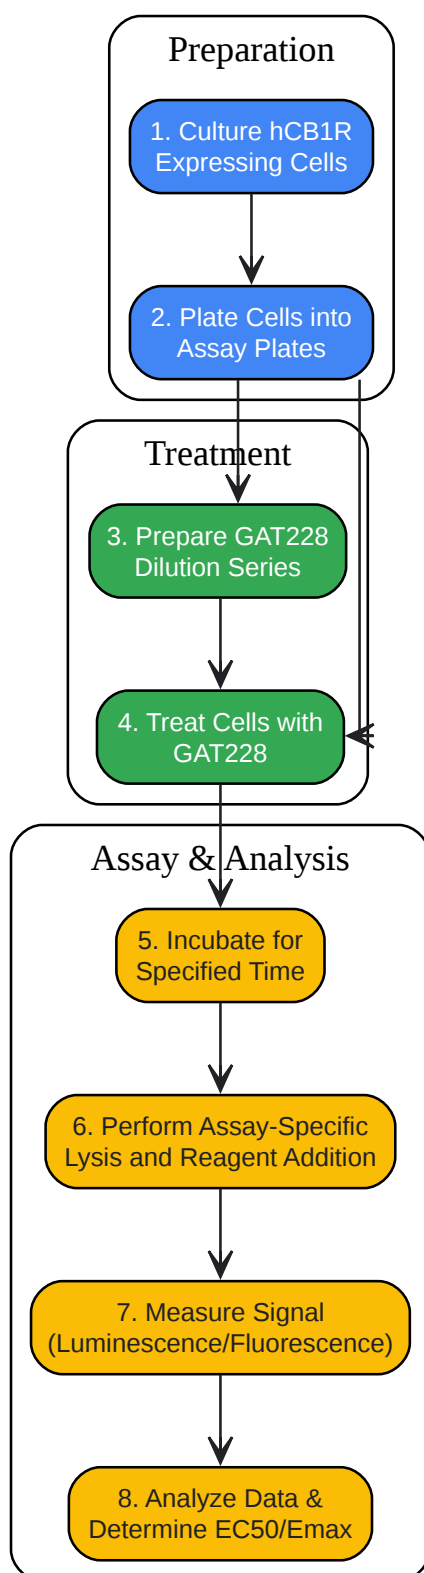 Preparation
1. Culture hCB1R
Expressing Cells
2. Plate Cells into
Assay Plates
Treatment
3. Prepare GAT228
Dilution Series
4. Treat Cells with
GAT228
Assay & Analysis
5. Incubate for
Specified Time
6. Perform Assay-Specific
Lysis and Reagent Addition
7. Measure Signal
(Luminescence/Fluorescence)
8. Analyze Data &
Determine EC50/Emax